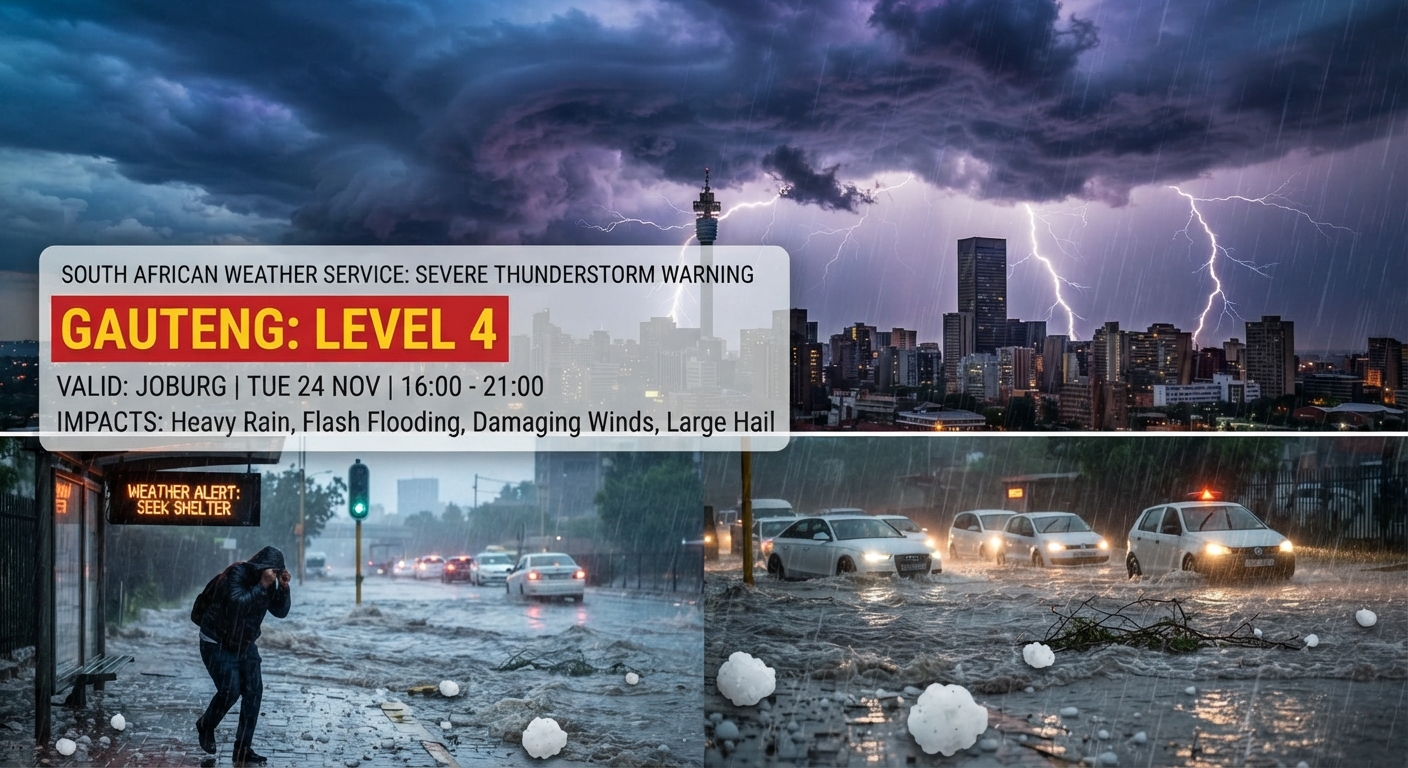 SOUTH AFRICAN WEATHER SERVICE: SEVERE THUNDERSTORM WARNING
GAUTENG: LEVEL 4
VALID: JOBURG | TUE 24 NOV | 16:00 - 21:00
IMPACTS: Heavy Rain, Flash Flooding, Damaging Winds, Large Hail
WEATHER ALERT:
SEEK SHELTER